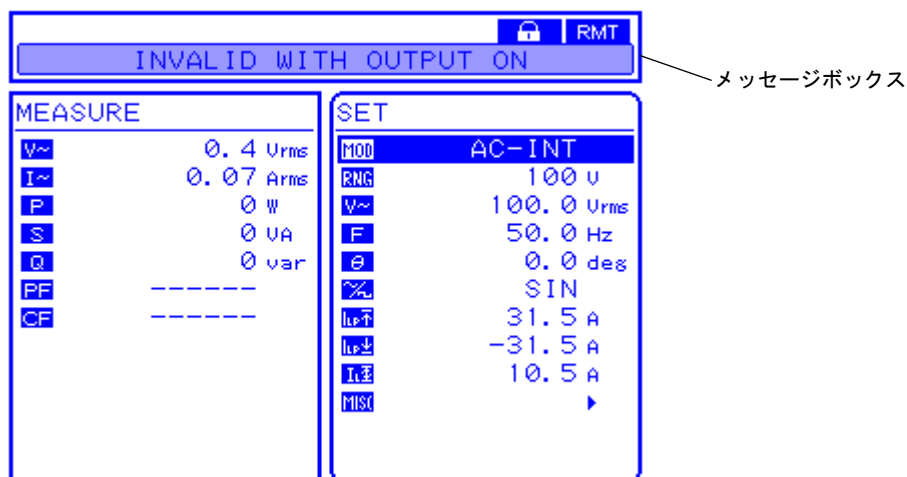 RMT
INVALID WITH OUTPUT ON
メッセージボックス
MEASURE
V~ 0.4 Vrms
I~ 0.07 Arms
P 0 W
S 0 VA
Q 0 var
PF ------
CF ------
SET
MOD AC-INT
RNG 100 V
V~ 100.0 Vrms
F 50.0 Hz
θ 0.0 deg
SIN
31.5 A
-31.5 A
10.5 A
MISC